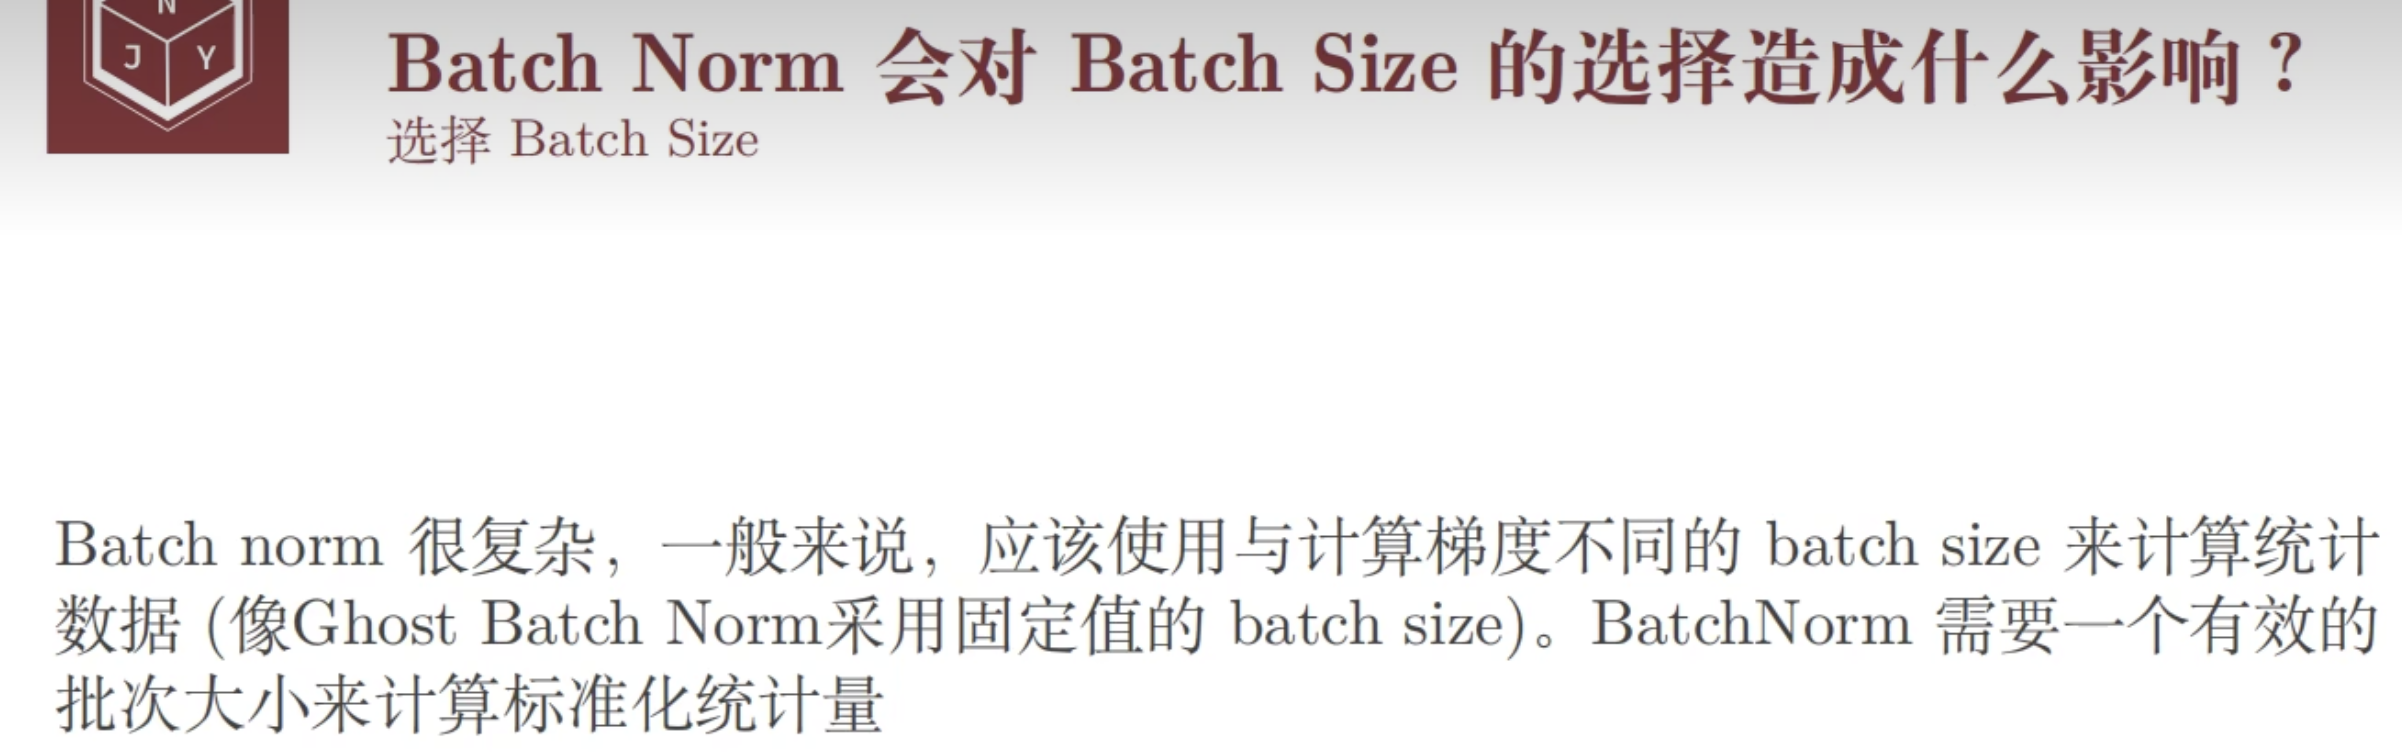 N
J Y
Batch Norm 会对 Batch Size 的选择造成什么影响？
选择 Batch Size
Batch norm 很复杂，一般来说，应该使用与计算梯度不同的 batch size 来计算统计
数据 (像Ghost Batch Norm采用固定值的 batch size)。BatchNorm 需要一个有效的
批次大小来计算标准化统计量